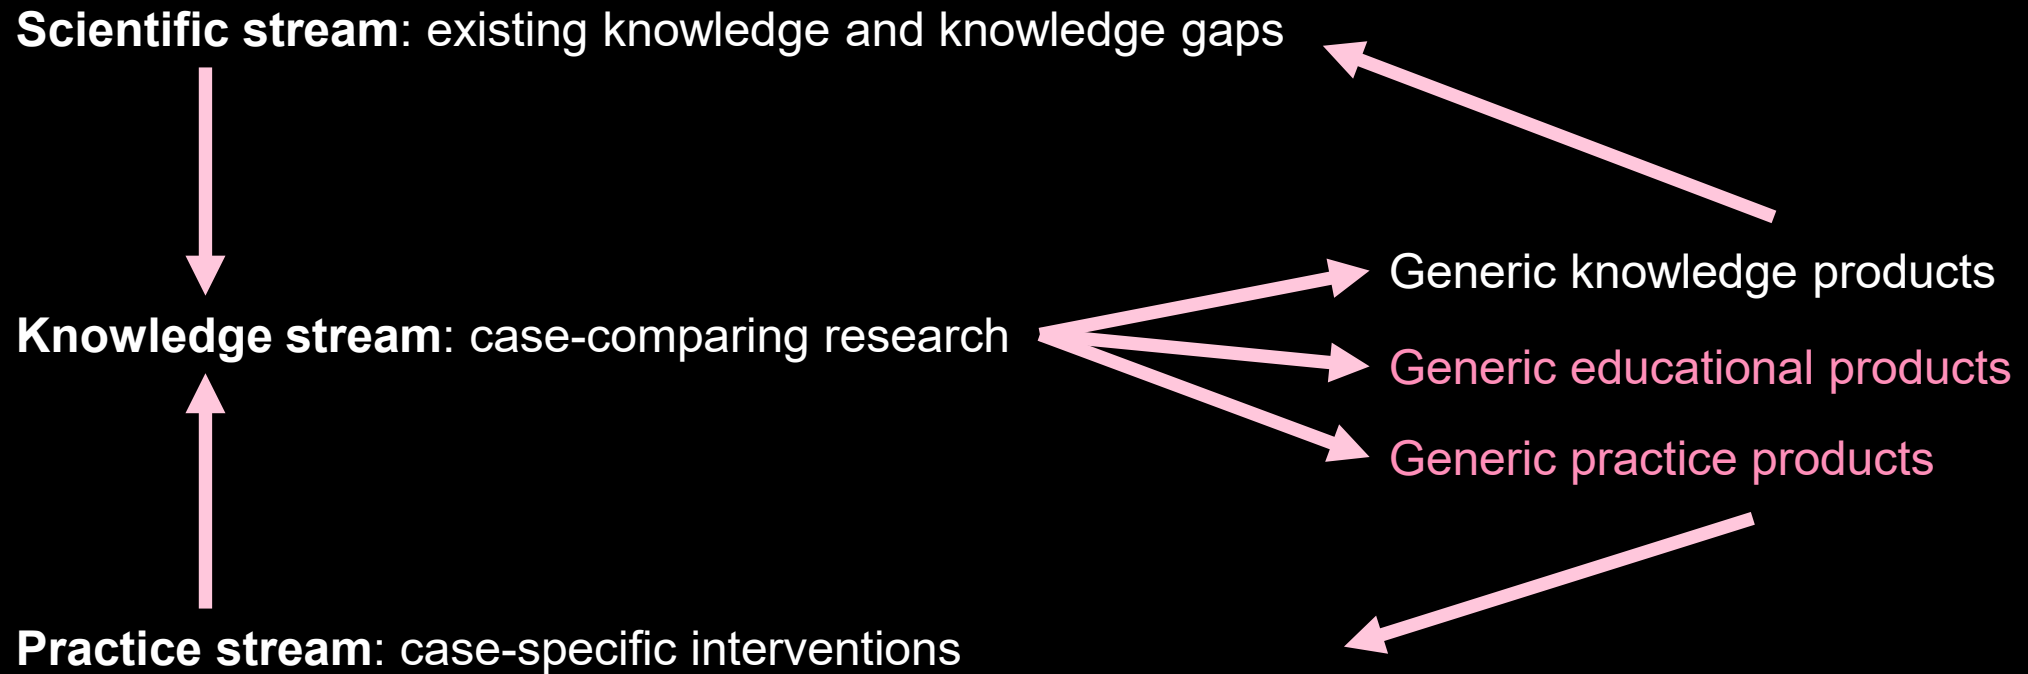 Scientific stream: existing knowledge and knowledge gaps
Generic knowledge products
Knowledge stream: case-comparing research
Generic educational products
Generic practice products
Practice stream: case-specific interventions